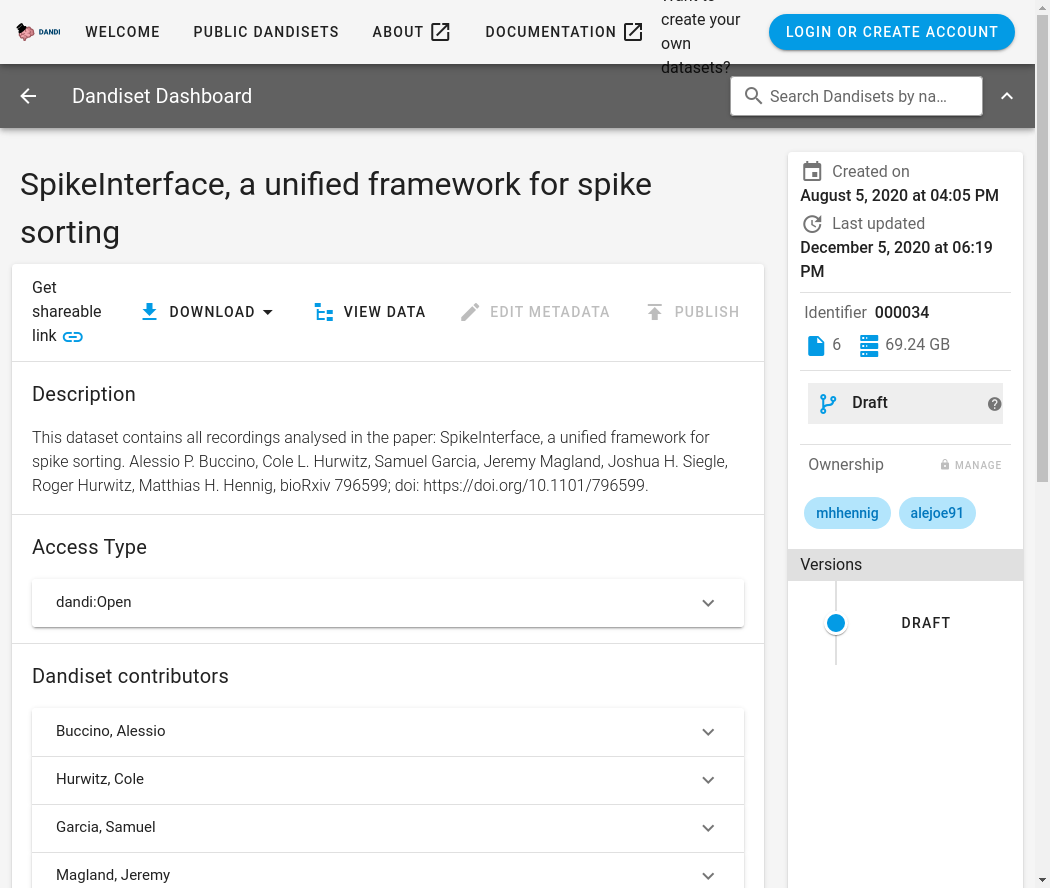 DANDI
WELCOME
PUBLIC DANDISETS
ABOUT
DOCUMENTATION
create your
own
datasets?
LOGIN OR CREATE ACCOUNT
Dandiset Dashboard
Search Dandisets by na...
SpikeInterface, a unified framework for spike
sorting
Get
shareable
link
DOWNLOAD
VIEW DATA
EDIT METADATA
PUBLISH
Description
This dataset contains all recordings analysed in the paper: SpikeInterface, a unified framework for
spike sorting. Alessio P. Buccino, Cole L. Hurwitz, Samuel Garcia, Jeremy Magland, Joshua H. Siegle,
Roger Hurwitz, Matthias H. Hennig, bioRxiv 796599; doi: https://doi.org/10.1101/796599.
Access Type
dandi:Open
Dandiset contributors
Buccino, Alessio
Hurwitz, Cole
Garcia, Samuel
Magland, Jeremy
Created on
August 5, 2020 at 04:05 PM
Last updated
December 5, 2020 at 06:19
PM
Identifier 000034
6
69.24 GB
Draft
?
Ownership
MANAGE
mhhennig
alejoe91
Versions
DRAFT